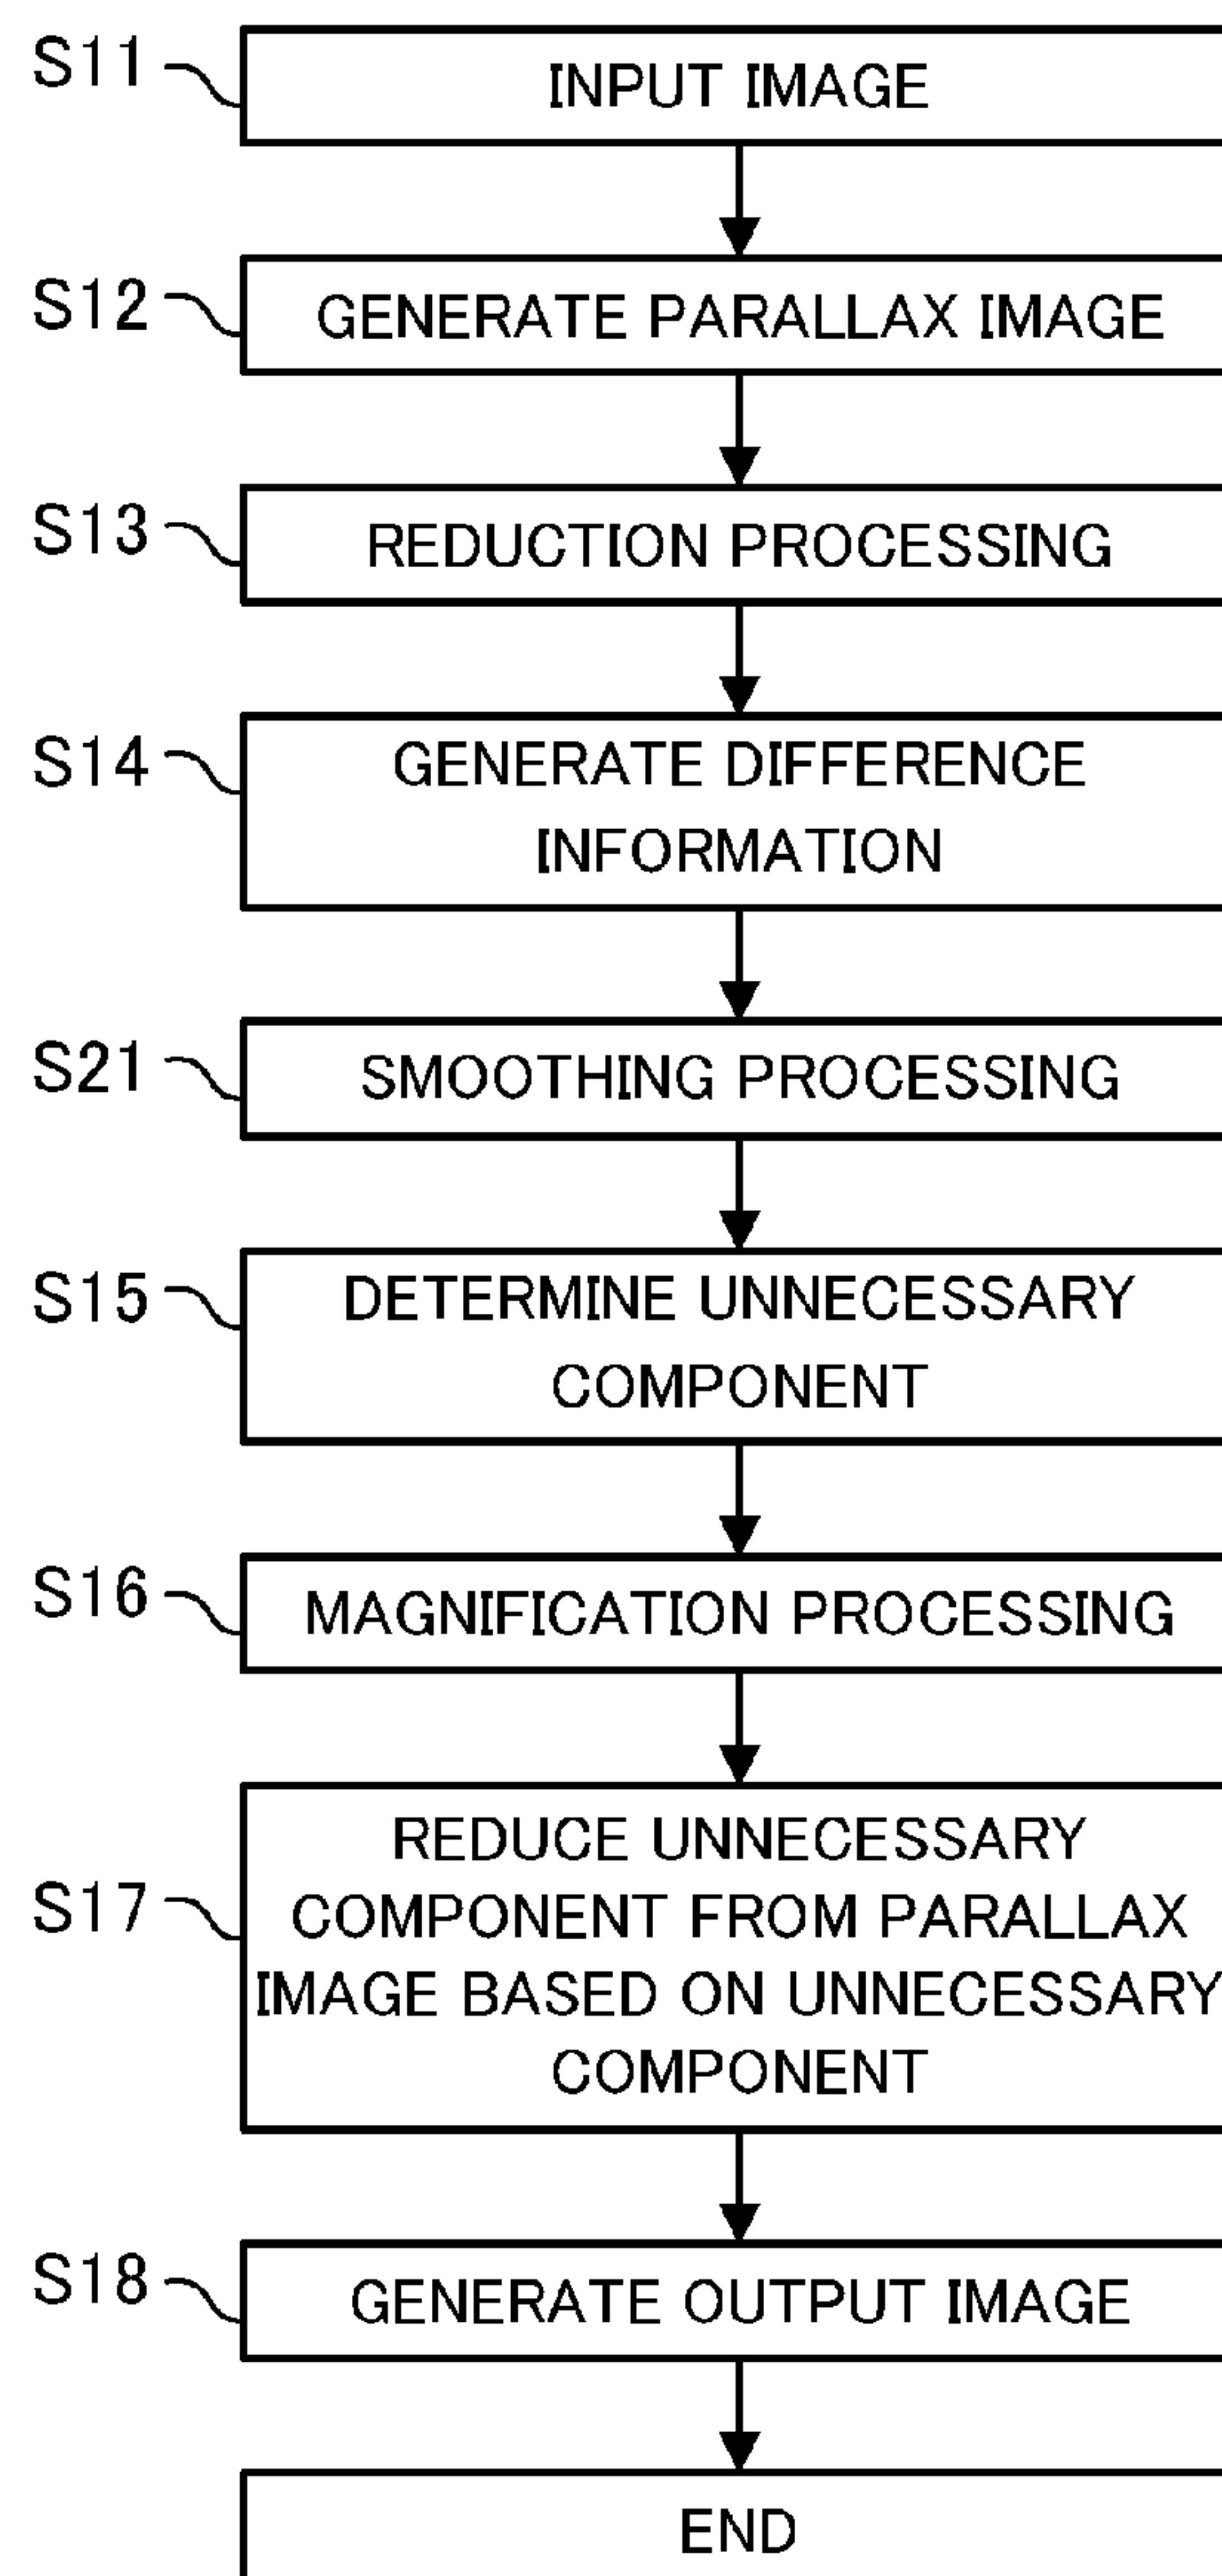 S11
INPUT IMAGE
S12
GENERATE PARALLAX IMAGE
S13
REDUCTION PROCESSING
S14
GENERATE DIFFERENCE
INFORMATION
S21
SMOOTHING PROCESSING
S15
DETERMINE UNNECESSARY
COMPONENT
S16
MAGNIFICATION PROCESSING
S17
REDUCE UNNECESSARY
COMPONENT FROM PARALLAX
IMAGE BASED ON UNNECESSARY
COMPONENT
S18
GENERATE OUTPUT IMAGE
END